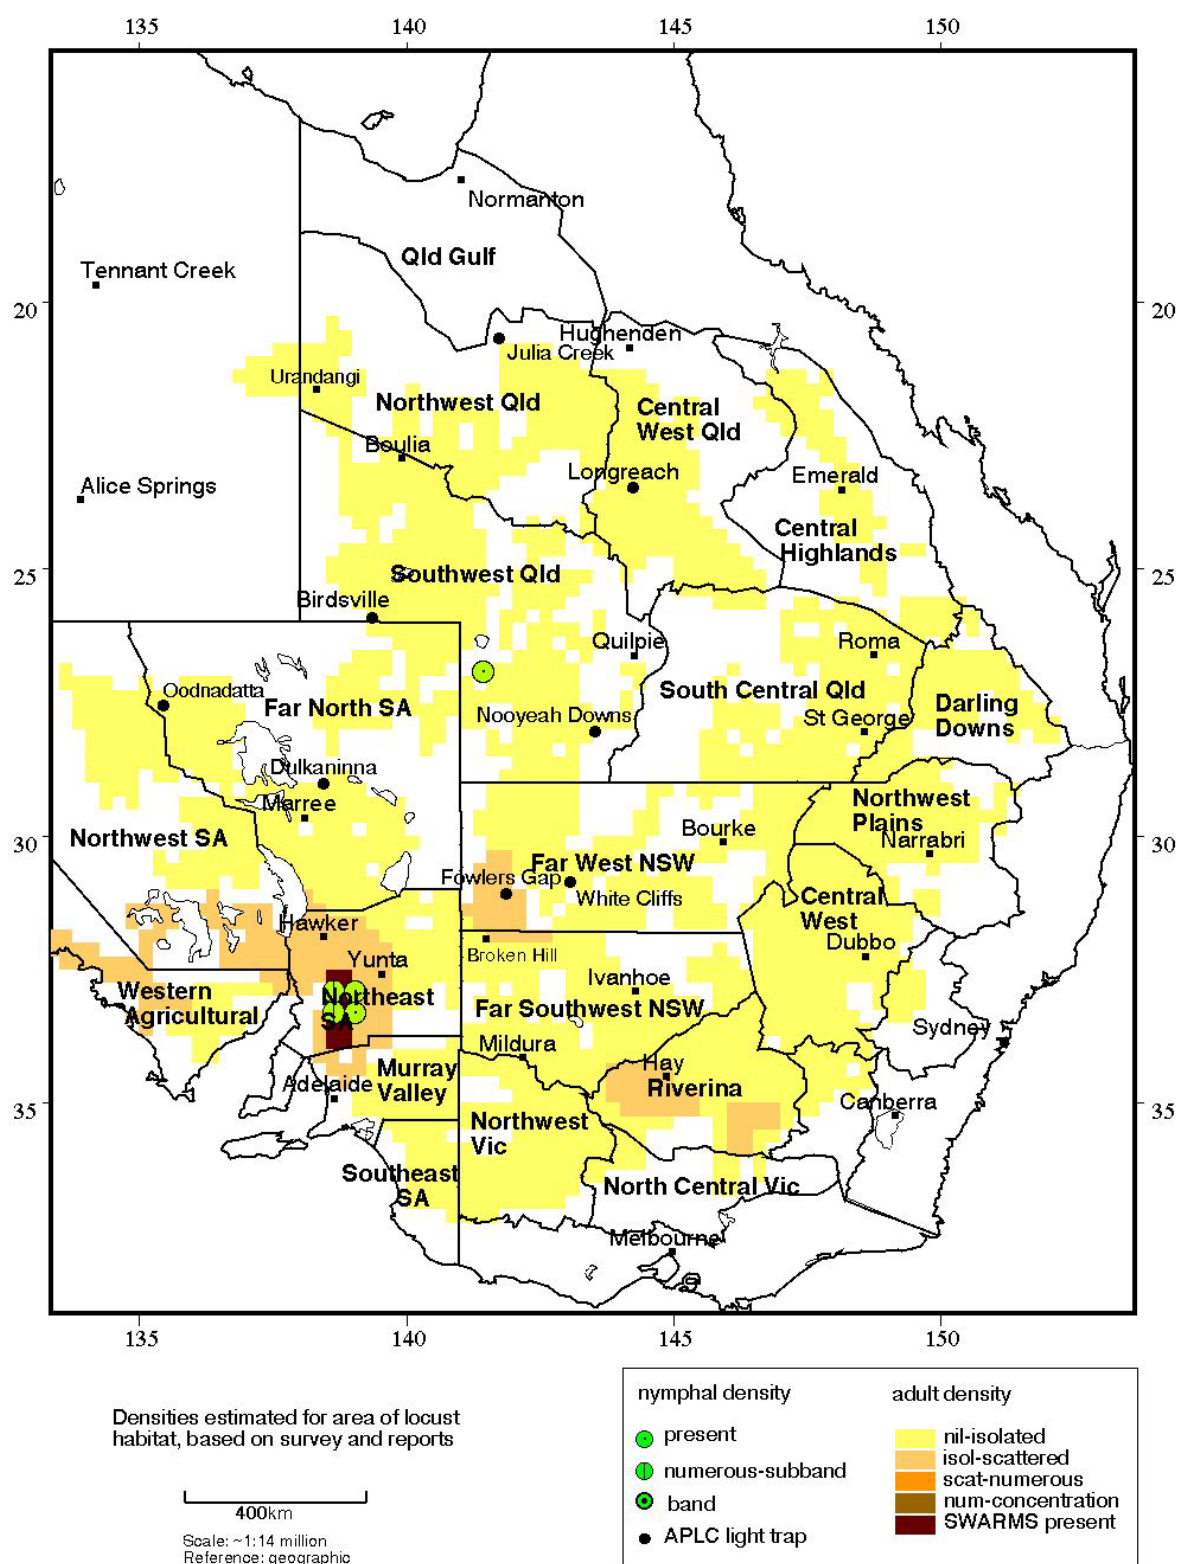 135 140 145 150
Normanton
Qld Gulf
Tennant Creek
20 20
Hughenden
Julia Creek
Urandangi
Northwest Qld
Central
West Qld
Boulia
Longreach
Emerald
Alice Springs
Central
Highlands
25 25
Southwest Qld
Birdsville
Quilpie
Roma
Oodnadatta
Far North SA
South Central Qld
Darling
Downs
Nooyeah Downs
St George
Dulkaninna
Marree
Northwest
Plains
Northwest SA
Bourke
Narrabri
30 30
Far West NSW
Fowlers Gap
White Cliffs
Central
West
Hawker
Dubbo
Broken Hill
Yunta
Ivanhoe
Western
Agricultural
Northeast
SA
Far Southwest NSW
Sydney
Mildura
Hay
Murray
Valley
Adelaide
Riverina
Canberra
35 35
Northwest
Vic
Southeast
SA
North Central Vic
Melbourne
135 140 145 150
Densities estimated for area of locust
habitat, based on survey and reports
400km
Scale: ~1:14 million
Reference: geographic
nymphal density
present
numerous-subband
band
APLC light trap
adult density
nil-isolated
isol-scattered
scat-numerous
num-concentration
SWARMS present